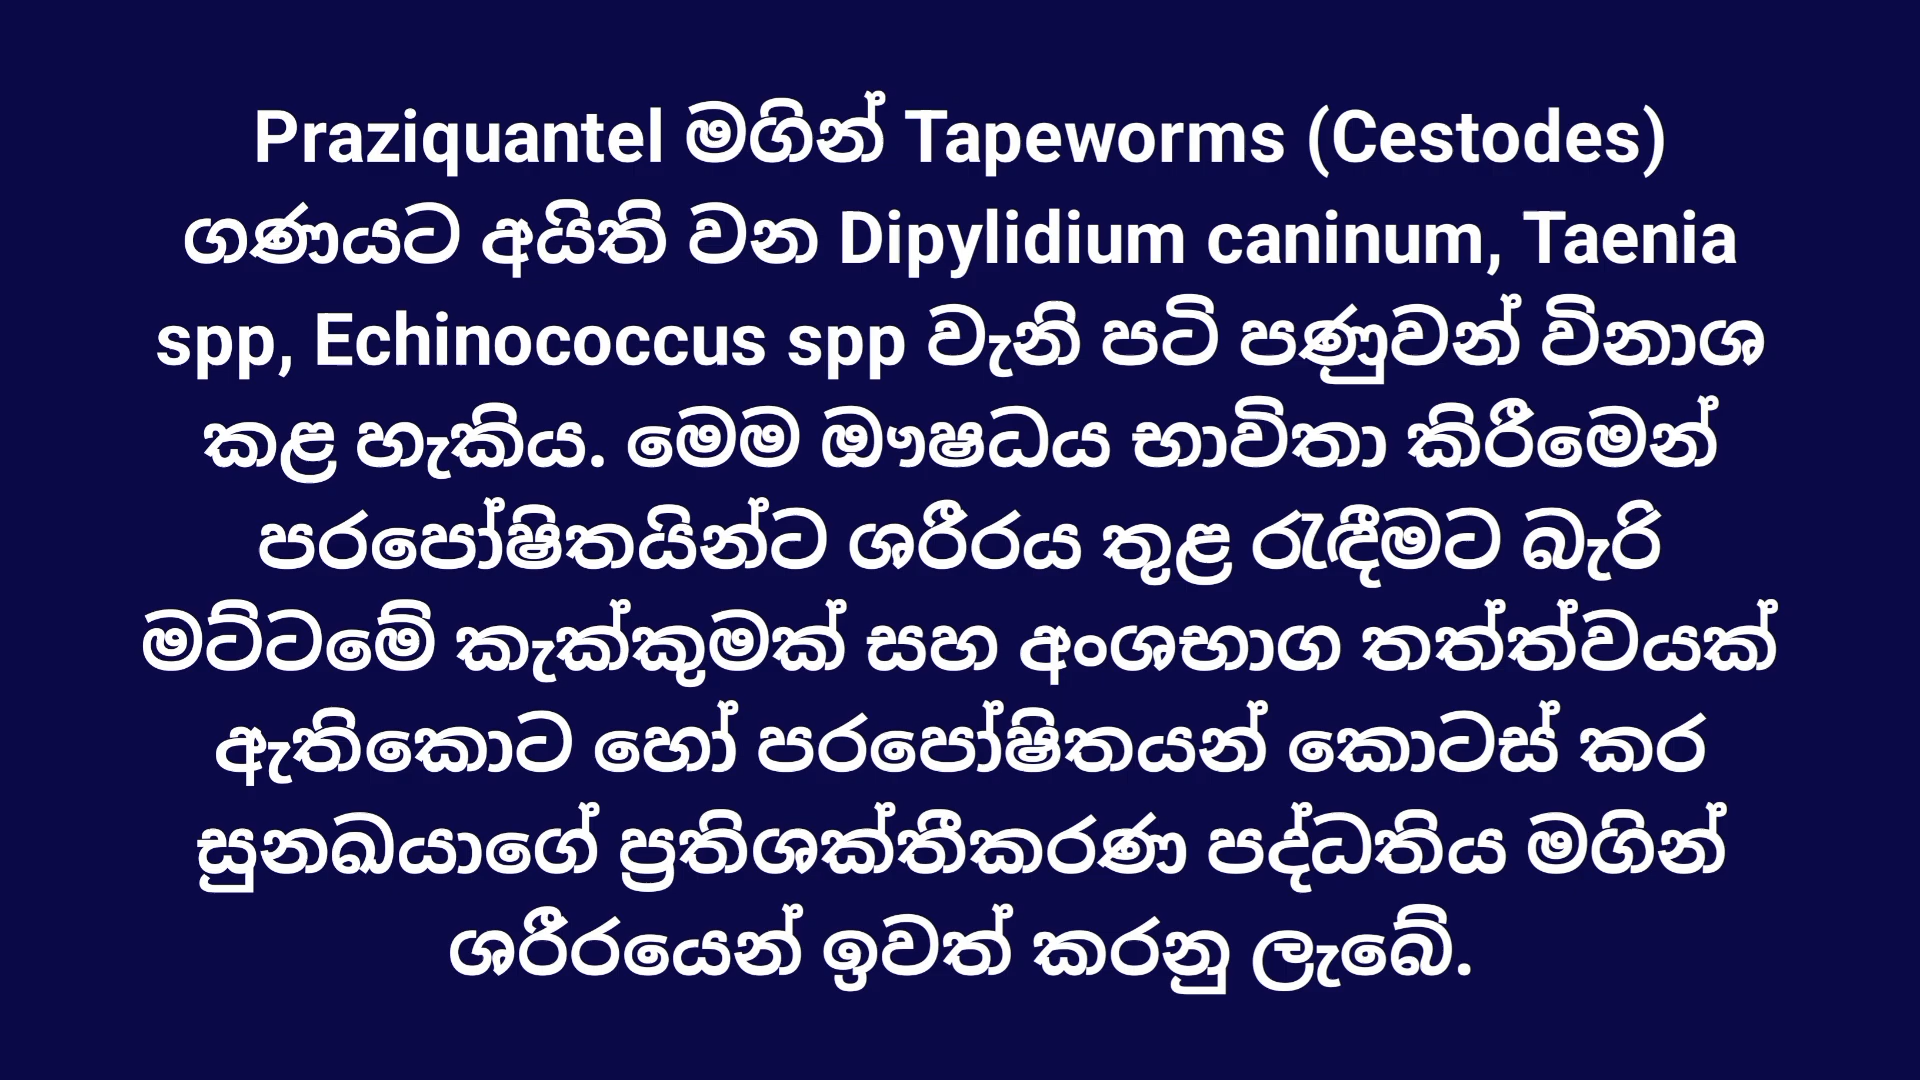 Praziquantel මගින් Tapeworms (Cestodes)
ගණයට අයිති වන Dipylidium caninum, Taenia
spp, Echinococcus spp වැනි පටි පණුවන් විනාශ
කළ හැකිය. මෙම ඖෂධය භාවිතා කිරීමෙන්
පරපෝෂිතයින්ට ශරීරය තුළ රැඳීමට බැරි
මට්ටමේ කැක්කුමක් සහ අංශභාග තත්ත්වයක්
ඇතිකොට හෝ පරපෝෂිතයන් කොටස් කර
සුනඛයාගේ ප්‍රතිශක්තීකරණ පද්ධතිය මගින්
ශරීරයෙන් ඉවත් කරනු ලැබේ.